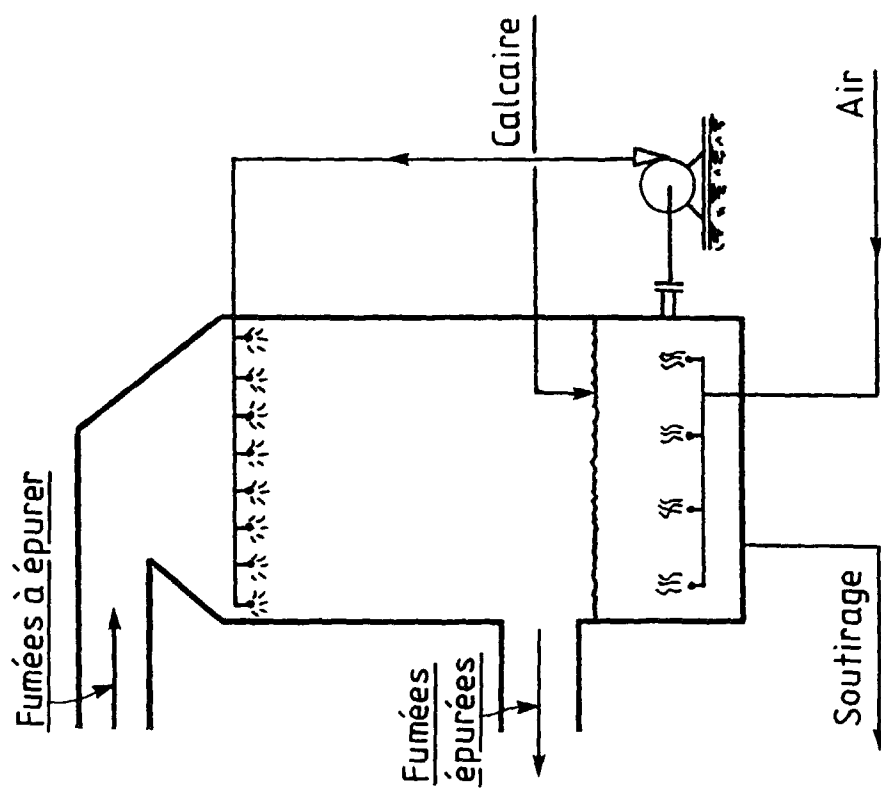 Fumées à épurer
Calcaire
Fumées
épurées
Air
Soutirage